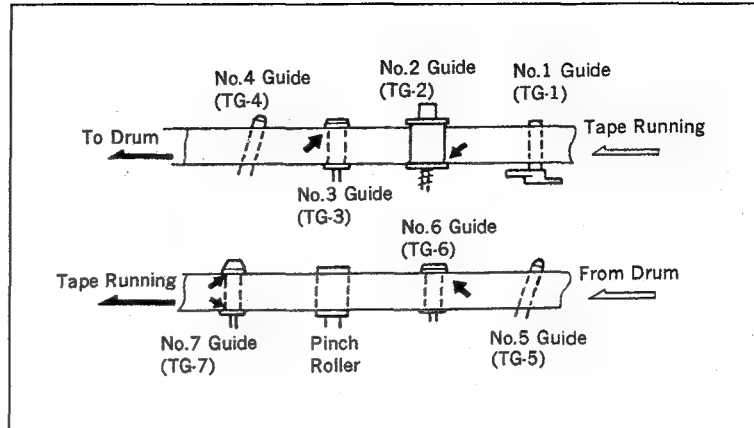 No.4 Guide
(TG-4)
No.2 Guide
(TG-2)
No.1 Guide
(TG-1)
To Drum
Tape Running
No.3 Guide
(TG-3)
No.6 Guide
(TG-6)
Tape Running
From Drum
No.7 Guide
(TG-7)
Pinch
Roller
No.5 Guide
(TG-5)